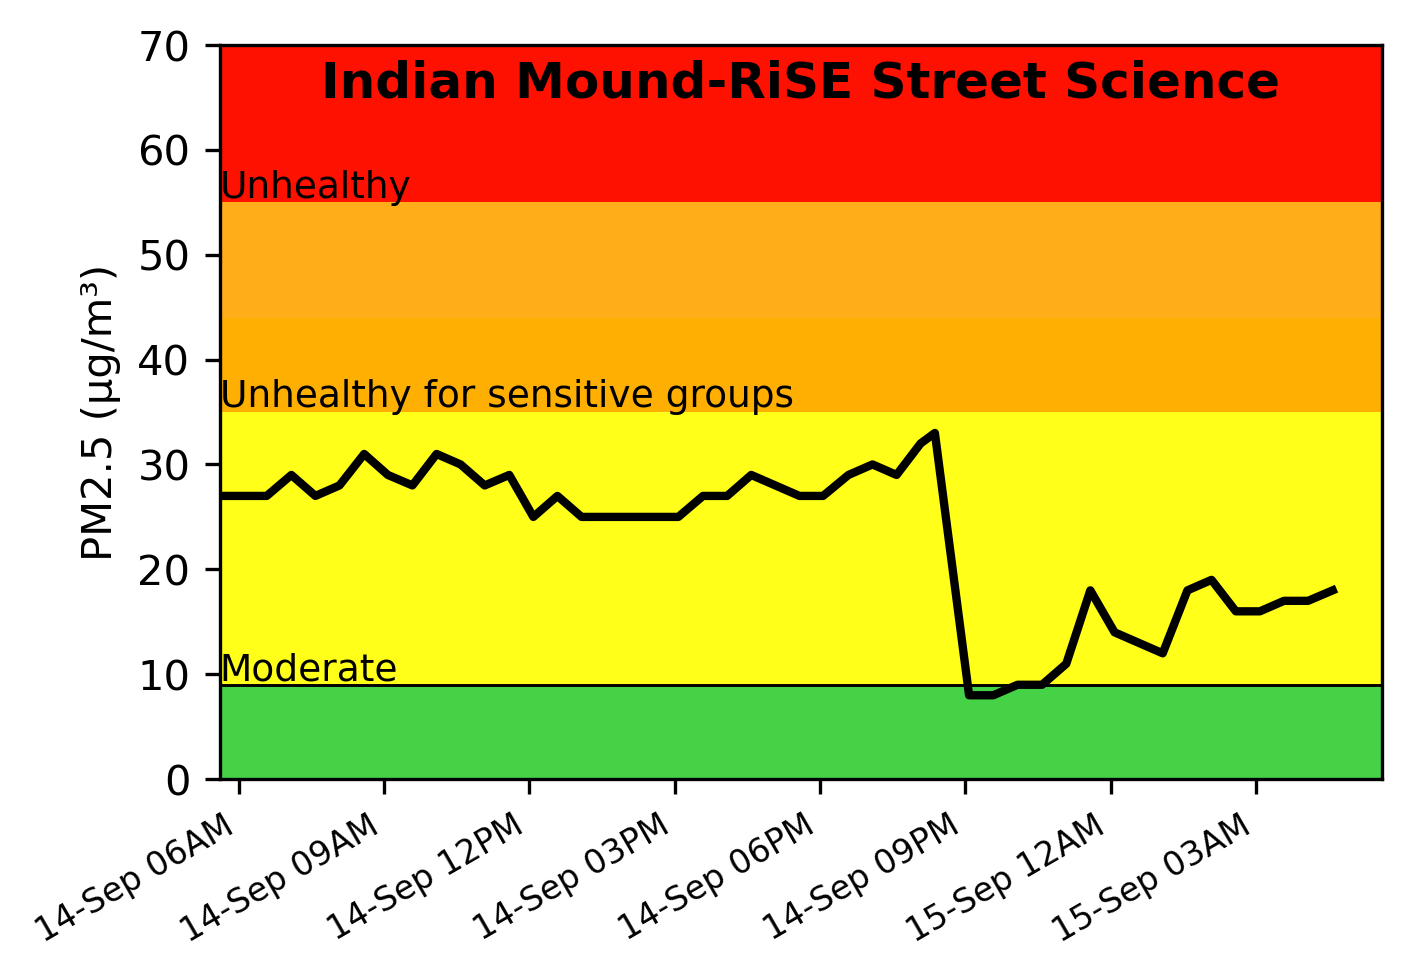 Indian Mound-RiSE Street Science
70
60
50
40
30
20
10
0
PM2.5 (µg/m³)
Unhealthy
Unhealthy for sensitive groups
Moderate
14-Sep 06AM
14-Sep 09AM
14-Sep 12PM
14-Sep 03PM
14-Sep 06PM
14-Sep 09PM
15-Sep 12AM
15-Sep 03AM